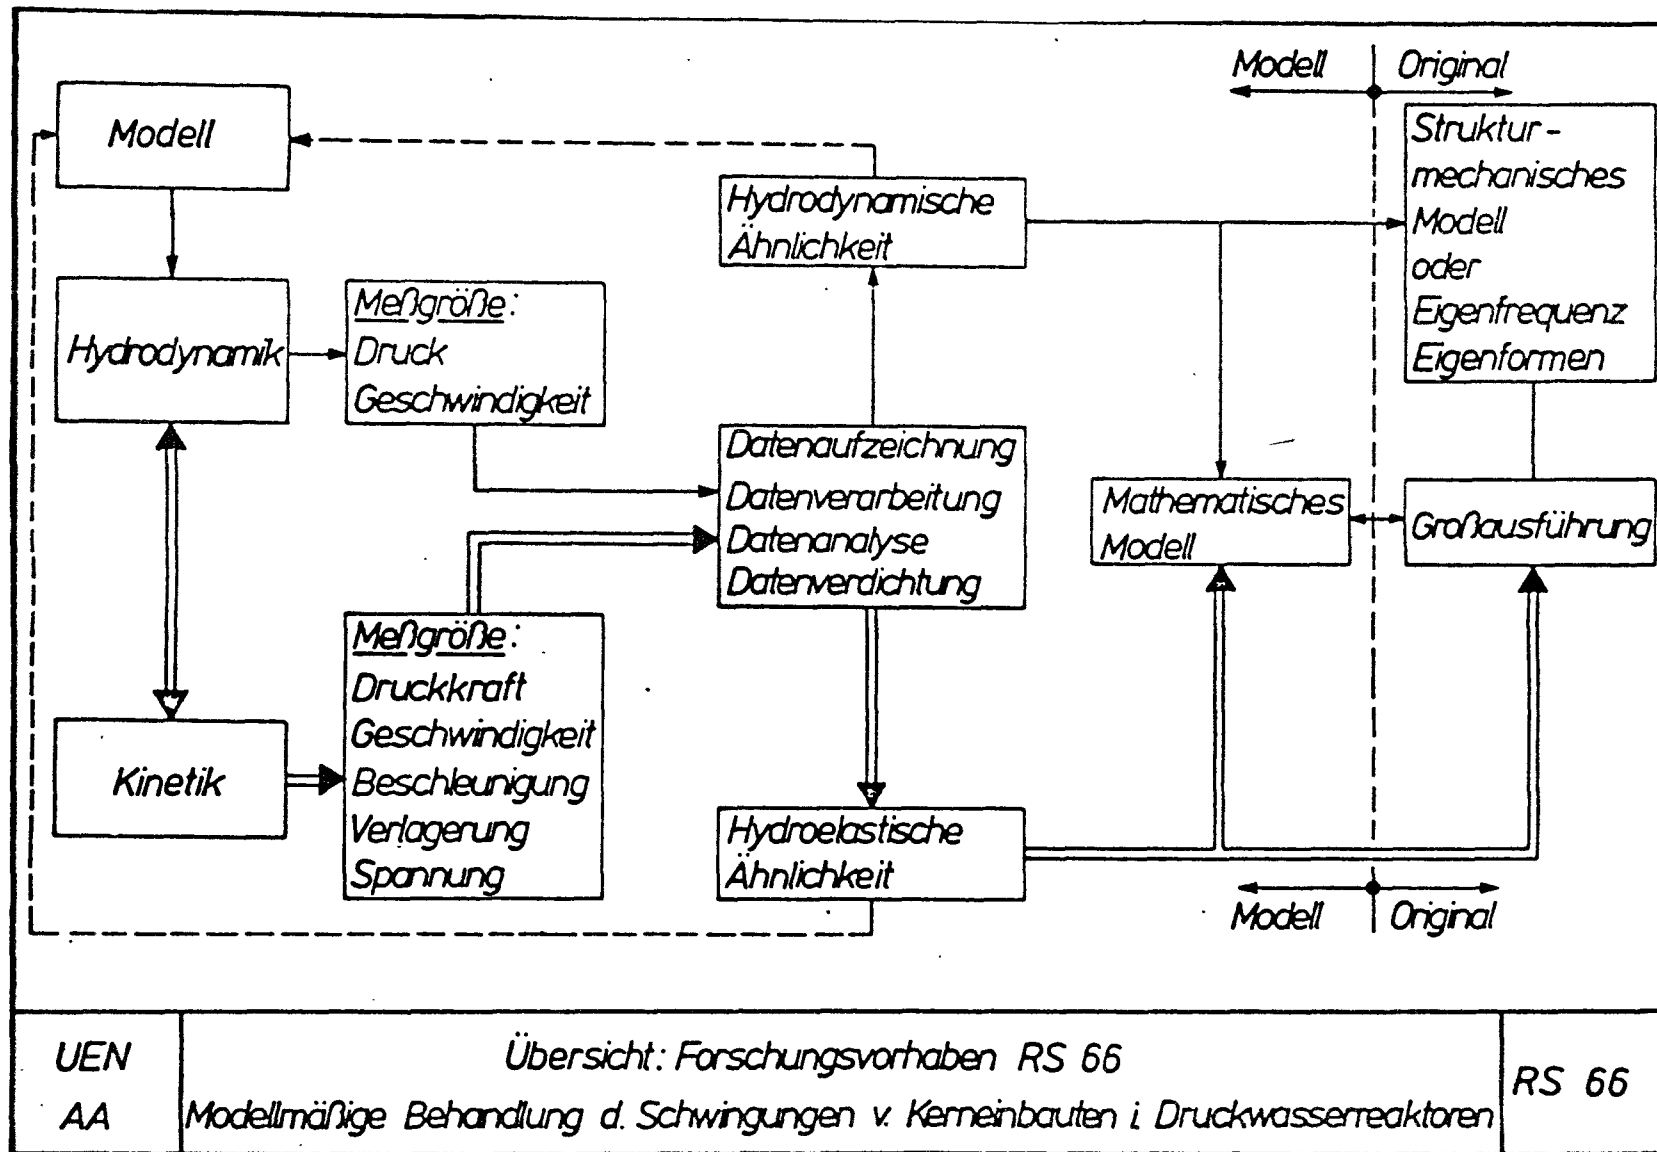 Modell
Original
Modell
Struktur-
mechanisches
Modell
oder
Eigenfrequenz
Eigenformen
Hydrodynamische
Ähnlichkeit
Hydrodynamik
Meßgröße:
Druck
Geschwindigkeit
Datenaufzeichnung
Datenverarbeitung
Datenanalyse
Datenverdichtung
Mathematisches
Modell
Großausführung
Meßgröße:
Druckkraft
Geschwindigkeit
Beschleunigung
Verlagerung
Spannung
Kinetik
Hydroelastische
Ähnlichkeit
Modell
Original
UEN
AA
Übersicht: Forschungsvorhaben RS 66
Modellmäßige Behandlung d. Schwingungen v. Kerneinbauten i. Druckwasserreaktoren
RS 66